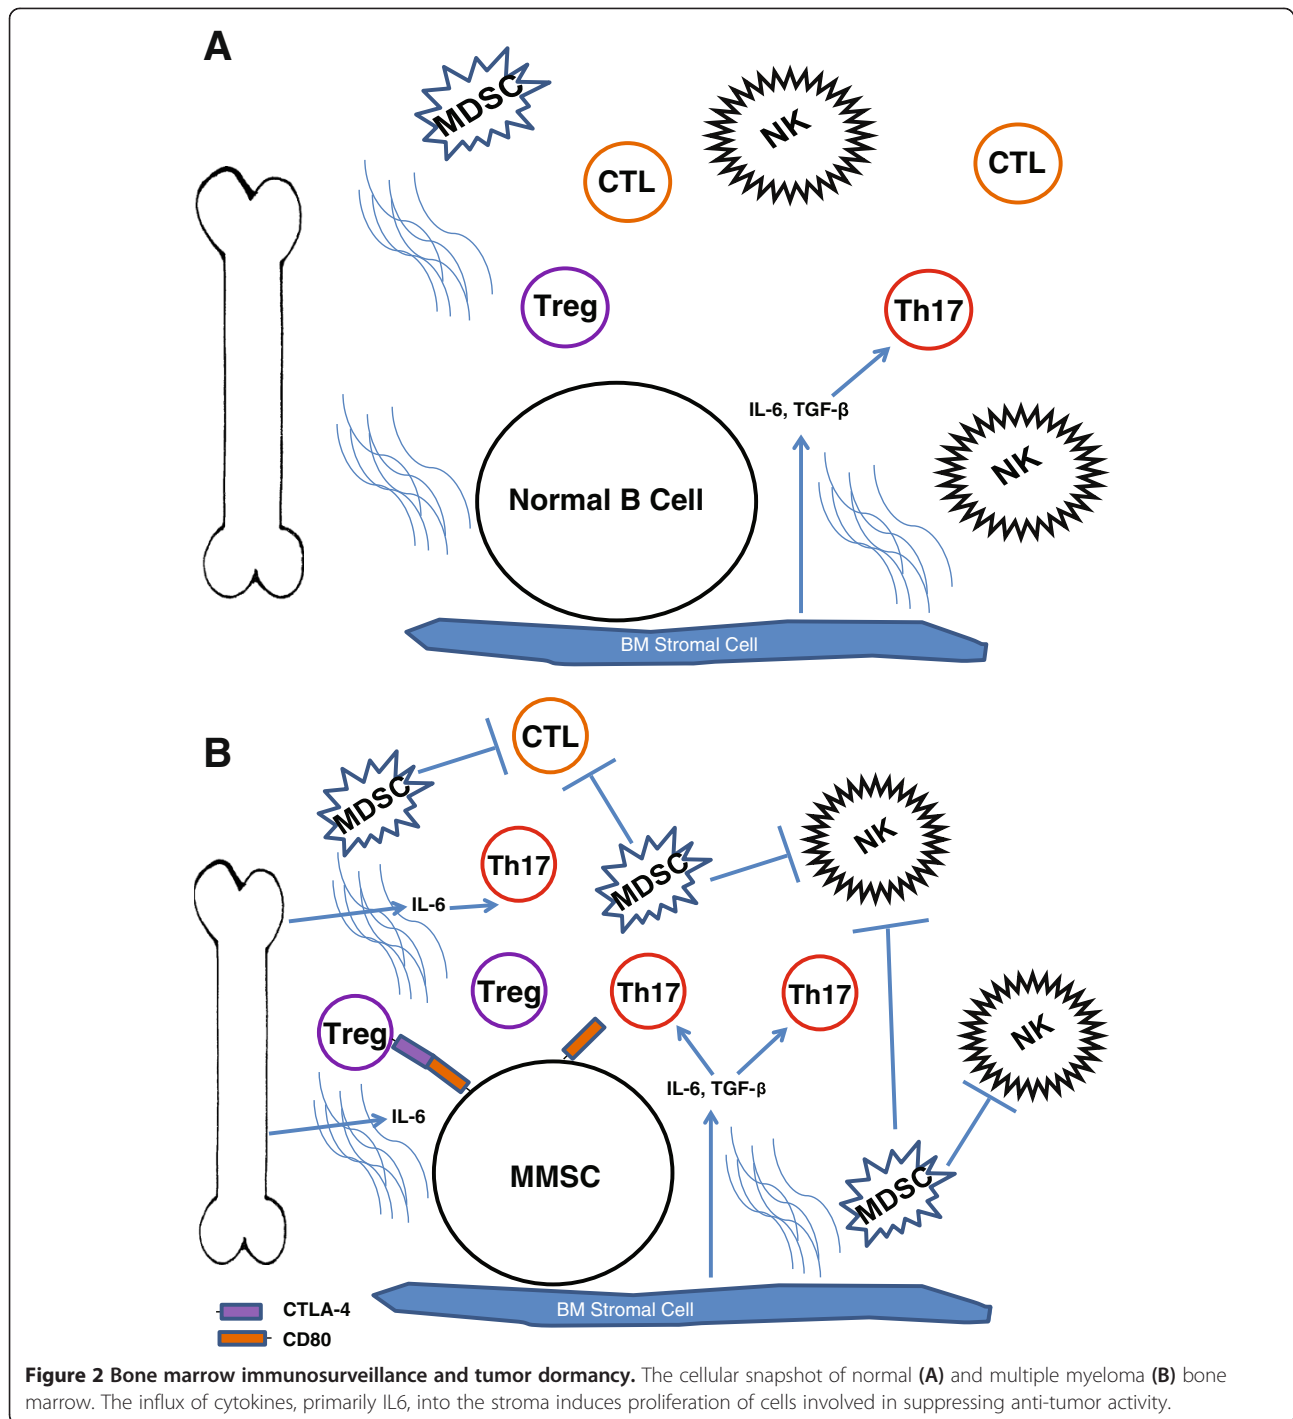 A
MDSC
NK
CTL
CTL
Treg
Th17
IL-6, TGF-β
NK
Normal B Cell
BM Stromal Cell
B
CTL
MDSC
NK
Th17
MDSC
IL-6
Treg
Th17
Th17
Treg
NK
IL-6, TGF-β
IL-6
MMSC
MDSC
BM Stromal Cell
CTLA-4
CD80
Figure 2 Bone marrow immunosurveillance and tumor dormancy. The cellular snapshot of normal (A) and multiple myeloma (B) bone
marrow. The influx of cytokines, primarily IL6, into the stroma induces proliferation of cells involved in suppressing anti-tumor activity.